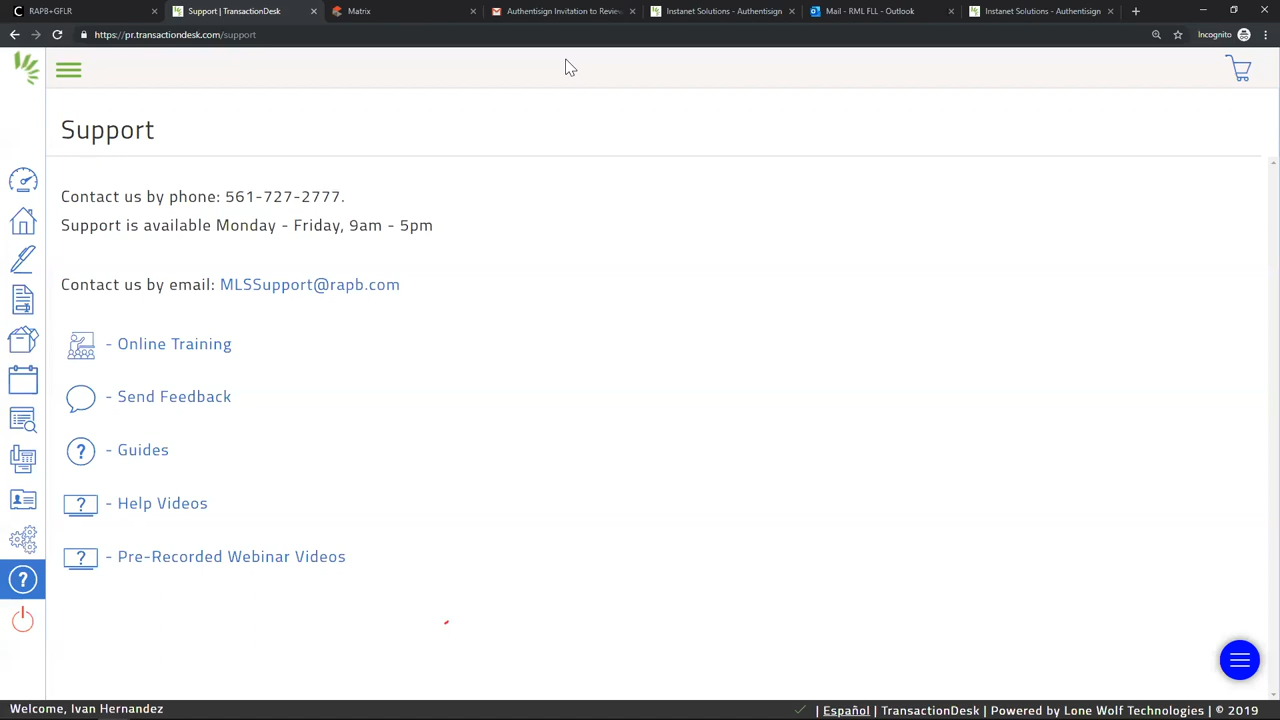 RAPB+GFLR
Support | TransactionDesk
Matrix
Authentisign Invitation to Review
Instanet Solutions - Authentisign
Mail - RML FLL - Outlook
Instanet Solutions - Authentisign
https://pr.transactiondesk.com/support
Incognito
Support
Contact us by phone: 561-727-2777.
Support is available Monday - Friday, 9am - 5pm
Contact us by email: MLSSupport@rapb.com
- Online Training
- Send Feedback
- Guides
- Help Videos
- Pre-Recorded Webinar Videos
Welcome, Ivan Hernandez
| Español | TransactionDesk | Powered by Lone Wolf Technologies | © 2019